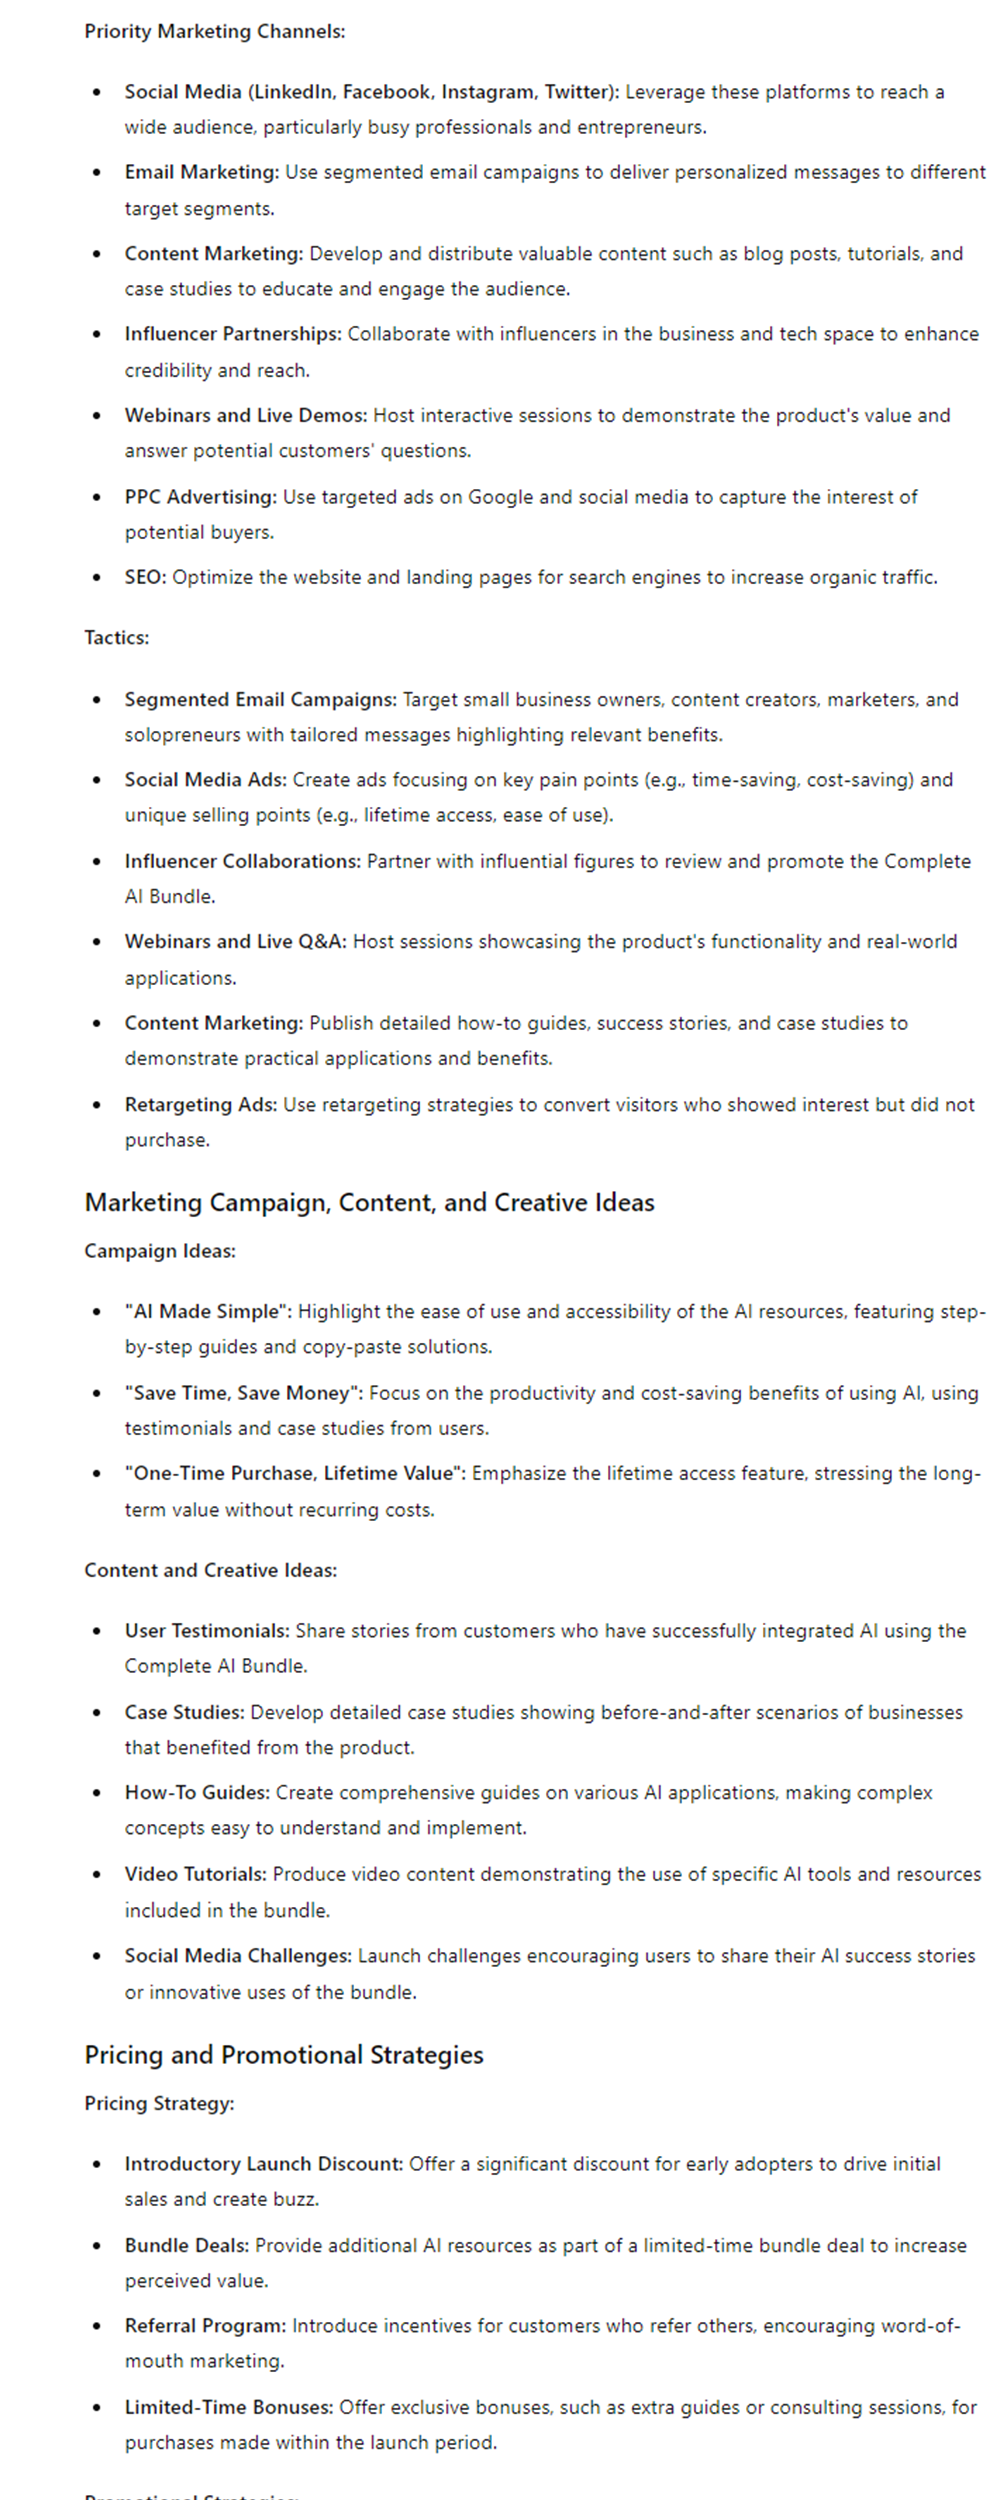 Priority Marketing Channels:
• Social Media (LinkedIn, Facebook, Instagram, Twitter): Leverage these platforms to reach a
wide audience, particularly busy professionals and entrepreneurs.
• Email Marketing: Use segmented email campaigns to deliver personalized messages to different
target segments.
• Content Marketing: Develop and distribute valuable content such as blog posts, tutorials, and
case studies to educate and engage the audience.
• Influencer Partnerships: Collaborate with influencers in the business and tech space to enhance
credibility and reach.
• Webinars and Live Demos: Host interactive sessions to demonstrate the product's value and
answer potential customers' questions.
• PPC Advertising: Use targeted ads on Google and social media to capture the interest of
potential buyers.
• SEO: Optimize the website and landing pages for search engines to increase organic traffic.
Tactics:
• Segmented Email Campaigns: Target small business owners, content creators, marketers, and
solopreneurs with tailored messages highlighting relevant benefits.
• Social Media Ads: Create ads focusing on key pain points (e.g., time-saving, cost-saving) and
unique selling points (e.g., lifetime access, ease of use).
• Influencer Collaborations: Partner with influential figures to review and promote the Complete
AI Bundle.
• Webinars and Live Q&A: Host sessions showcasing the product's functionality and real-world
applications.
• Content Marketing: Publish detailed how-to guides, success stories, and case studies to
demonstrate practical applications and benefits.
• Retargeting Ads: Use retargeting strategies to convert visitors who showed interest but did not
purchase.
Marketing Campaign, Content, and Creative Ideas
Campaign Ideas:
• "AI Made Simple": Highlight the ease of use and accessibility of the AI resources, featuring step-
by-step guides and copy-paste solutions.
• "Save Time, Save Money": Focus on the productivity and cost-saving benefits of using AI, using
testimonials and case studies from users.
• "One-Time Purchase, Lifetime Value": Emphasize the lifetime access feature, stressing the long-
term value without recurring costs.
Content and Creative Ideas:
• User Testimonials: Share stories from customers who have successfully integrated AI using the
Complete AI Bundle.
• Case Studies: Develop detailed case studies showing before-and-after scenarios of businesses
that benefited from the product.
• How-To Guides: Create comprehensive guides on various AI applications, making complex
concepts easy to understand and implement.
• Video Tutorials: Produce video content demonstrating the use of specific AI tools and resources
included in the bundle.
• Social Media Challenges: Launch challenges encouraging users to share their AI success stories
or innovative uses of the bundle.
Pricing and Promotional Strategies
Pricing Strategy:
• Introductory Launch Discount: Offer a significant discount for early adopters to drive initial
sales and create buzz.
• Bundle Deals: Provide additional AI resources as part of a limited-time bundle deal to increase
perceived value.
• Referral Program: Introduce incentives for customers who refer others, encouraging word-of-
mouth marketing.
• Limited-Time Bonuses: Offer exclusive bonuses, such as extra guides or consulting sessions, for
purchases made within the launch period.
Promotional Strategies: